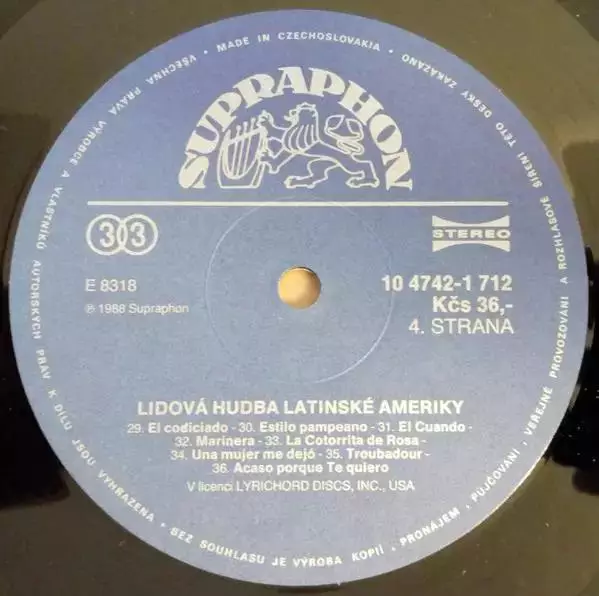 MADE IN CZECHOSLOVAKIA • VŠECHNA PRÁVA VÝROBCE A VLASTNÍKŮ AUTORSKÝCH PRÁV K DÍLU JSOU VYHRAZENA • BEZ SOUHLASU JE VÝROBA KOPIÍ, PRONÁJEM, PŮJČOVÁNÍ, VEŘEJNÉ PROVOZOVÁNÍ A ROZHLASOVÉ ŠÍŘENÍ TÉTO DESKY ZAKÁZÁNO •
SUPRAPHON
33
STEREO
E 8318
10 4742-1 712
℗ 1988 Supraphon
Kčs 36,-
4. STRANA
LIDOVÁ HUDBA LATINSKÉ AMERIKY
29. El codiciado - 30. Estilo pampeano - 31. El Cuando -
32. Marinera - 33. La Cotorrita de Rosa -
34. Una mujer me dejó - 35. Troubadour -
36. Acaso porque Te quiero
V licenci LYRICHORD DISCS, INC., USA